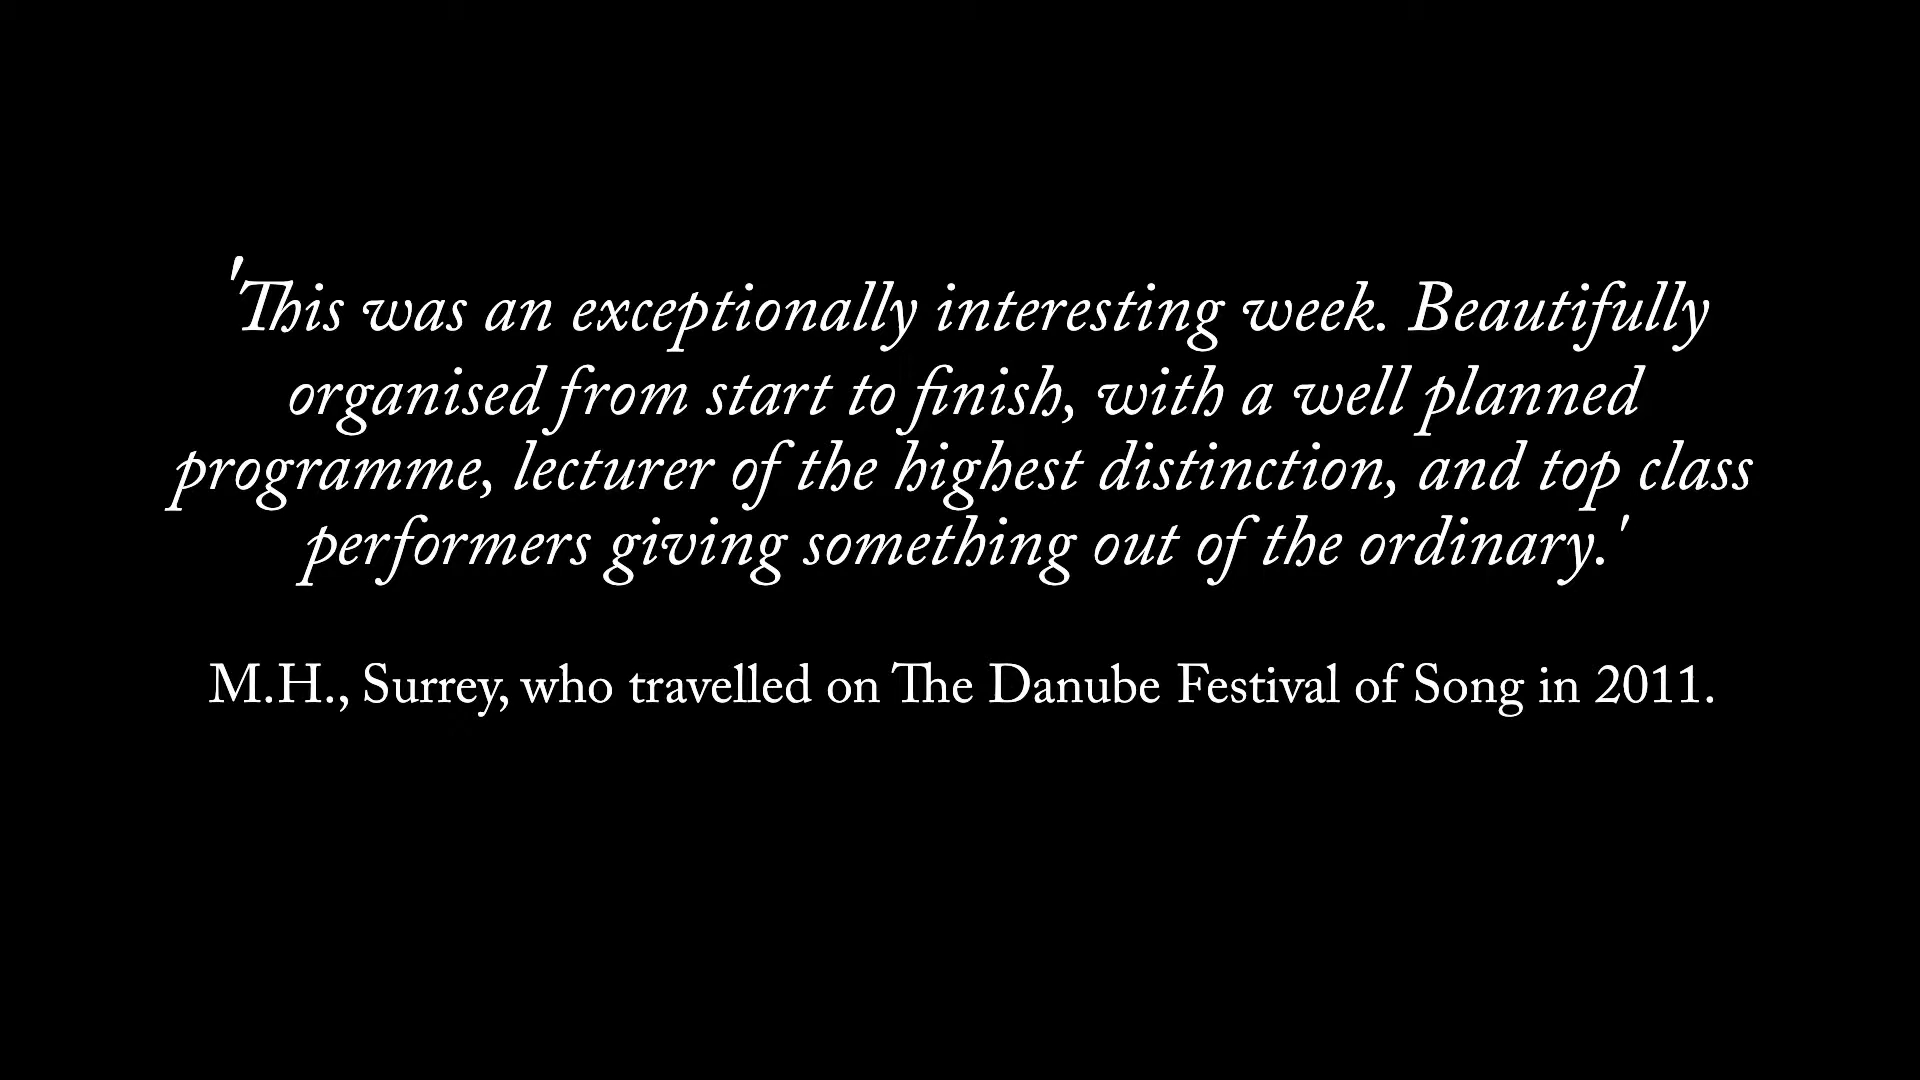 'This was an exceptionally interesting week. Beautifully
organised from start to finish, with a well planned
programme, lecturer of the highest distinction, and top class
performers giving something out of the ordinary.'
M.H., Surrey, who travelled on The Danube Festival of Song in 2011.